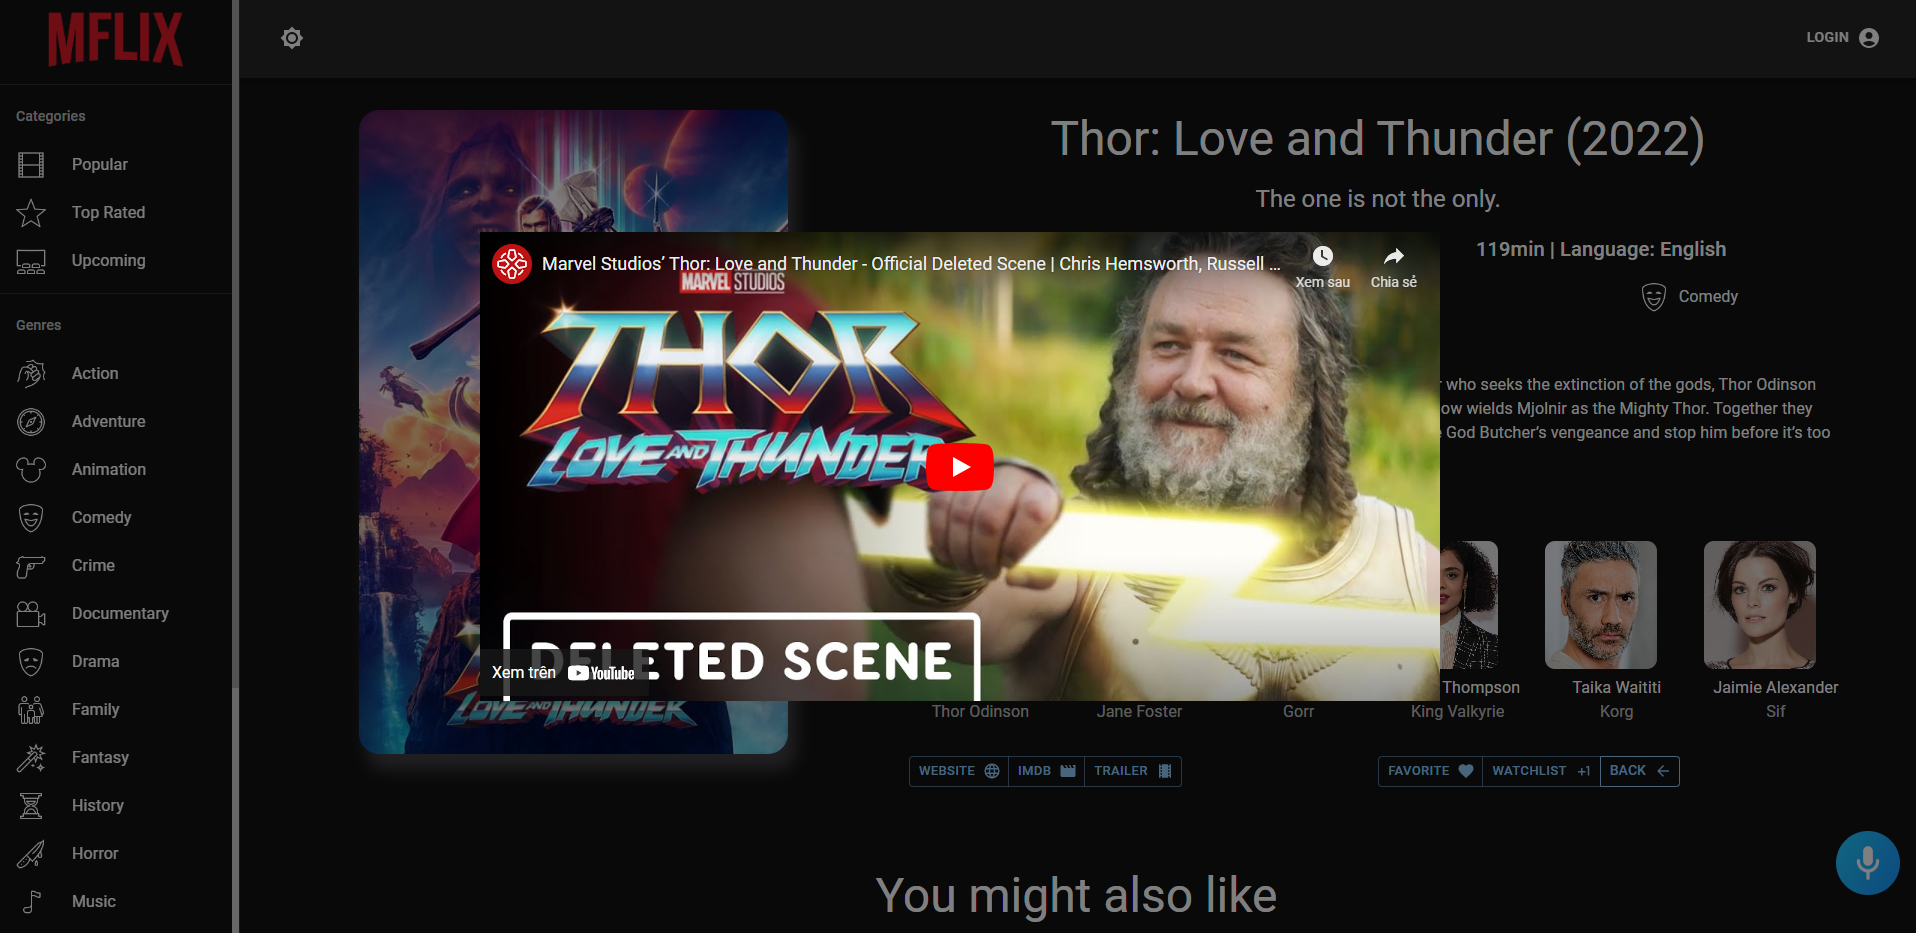 MFLIX
LOGIN
Categories
Popular
Top Rated
Upcoming
Genres
Action
Adventure
Animation
Comedy
Crime
Documentary
Drama
Family
Fantasy
History
Horror
Music
Thor: Love and Thunder (2022)
The one is not the only.
119min | Language: English
Comedy
who seeks the extinction of the gods, Thor Odinson
ow wields Mjolnir as the Mighty Thor. Together they
God Butcher’s vengeance and stop him before it’s too
Marvel Studios’ Thor: Love and Thunder - Official Deleted Scene | Chris Hemsworth, Russell ...
Xem sau
Chia sẻ
MARVEL STUDIOS
THOR
LOVE AND THUNDER
DELETED SCENE
Xem trên YouTube
LOVE AND THUNDER
Thompson
Taika Waititi
Jaimie Alexander
Thor Odinson
Jane Foster
Gorr
King Valkyrie
Korg
Sif
WEBSITE
IMDB
TRAILER
FAVORITE
WATCHLIST +1
BACK
You might also like